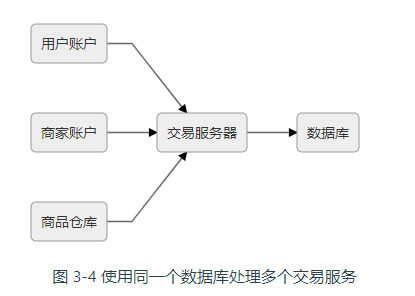 用户账户
商家账户
交易服务器
数据库
商品仓库
图 3-4 使用同一个数据库处理多个交易服务